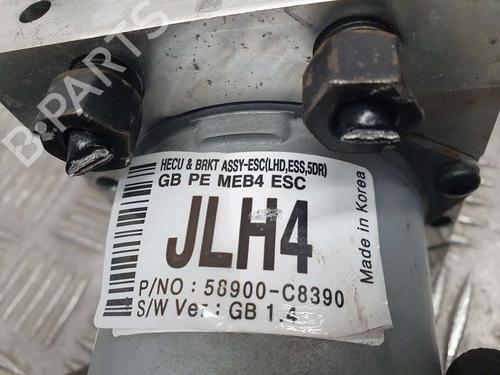 B-PARTS
HECU & BRKT ASSY-ESC(LHD,ESS,5DR)
GB PE MEB4 ESC
JLH4
P/NO : 58900-C8390
S/W Ver.: GB 1.4
Made in Korea